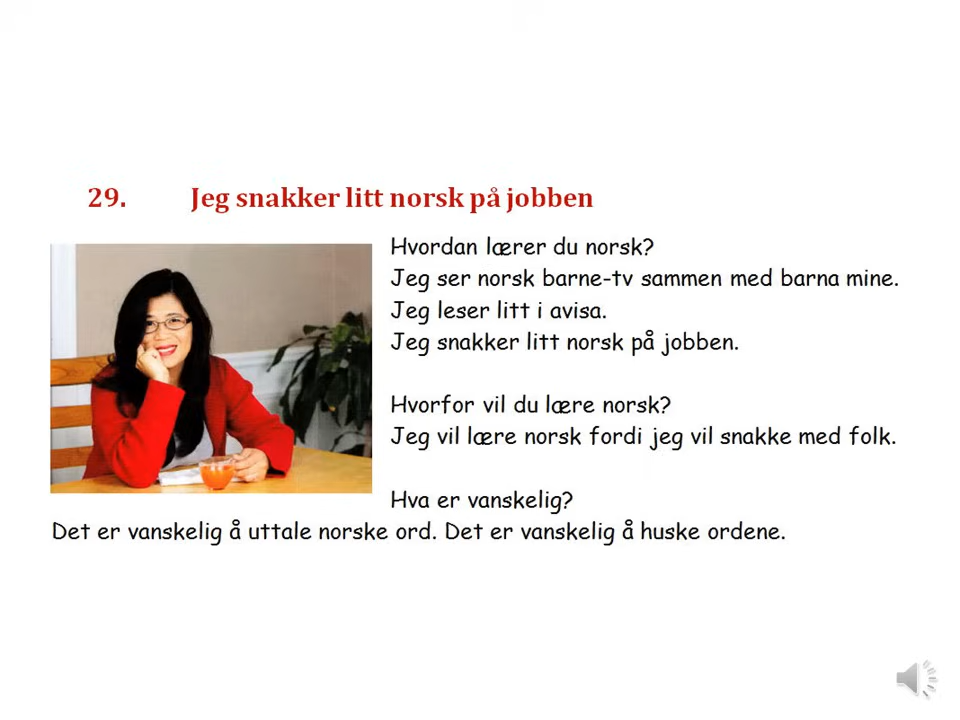 29. Jeg snakker litt norsk på jobben
Hvordan lærer du norsk?
Jeg ser norsk barne-tv sammen med barna mine.
Jeg leser litt i avisa.
Jeg snakker litt norsk på jobben.
Hvorfor vil du lære norsk?
Jeg vil lære norsk fordi jeg vil snakke med folk.
Hva er vanskelig?
Det er vanskelig å uttale norske ord. Det er vanskelig å huske ordene.